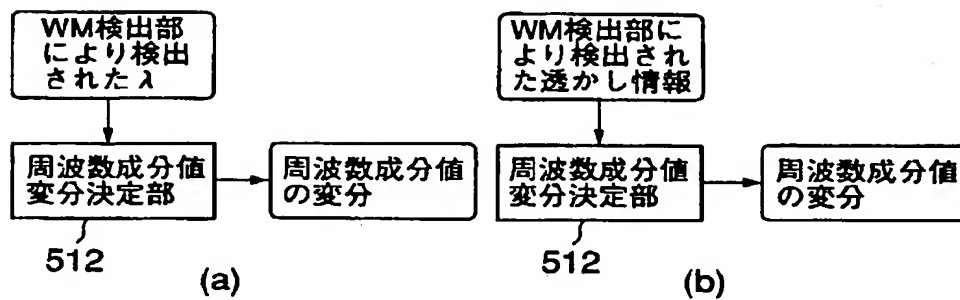 WM検出部
により検出
されたλ
周波数成分値
変分決定部
周波数成分値
の変分
512
(a)
WM検出部に
より検出され
た透かし情報
周波数成分値
変分決定部
周波数成分値
の変分
512
(b)